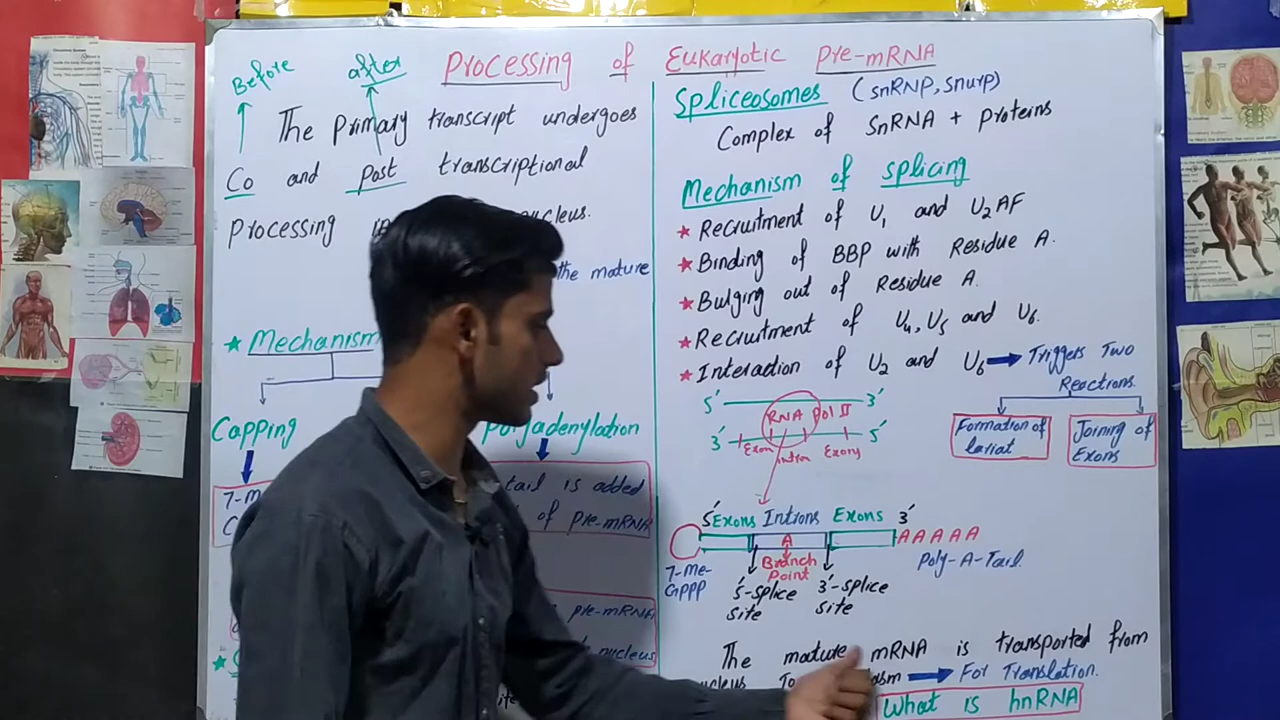 Processing of Eukaryotic Pre-mRNA
Before after
The Primary transcript undergoes
Co and Post transcriptional
Processing nucleus.
the mature
★ Mechanism
Capping
Polyadenylation
7-M
tail is added
of Pre-mRNA
pre-mRNA
nucleus
Spliceosomes (snRNP, snurp)
Complex of SnRNA + proteins
Mechanism of splicing
★ Recruitment of U1 and U2AF
★ Binding of BBP with Residue A.
★ Bulging out of Residue A.
★ Recruitment of U4, U5 and U6.
★ Interaction of U2 and U6 → Triggers Two
Reactions
Formation of lariat
Joining of Exons
5' 3'
RNA Pol II
3' 5'
Exon Intron Exons
5' Exons Introns Exons 3'
A
AAAAA
Branch Point
7-Me-
GPPP
Poly-A-Tail.
5'-splice site
3'-splice site
The mature mRNA is transported from
nucleus To → For Translation.
What is hnRNA